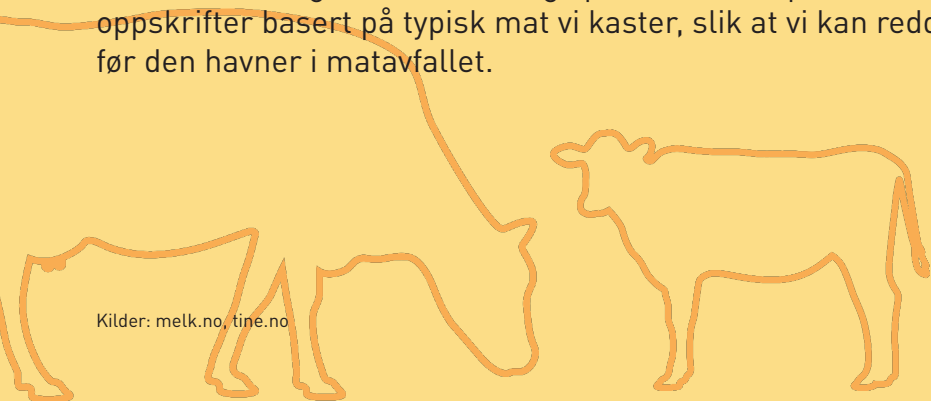 oppskrifter basert på typisk mat vi kaster, slik at vi kan
før den havner i matavfallet.
Kilder: melk.no, tine.no